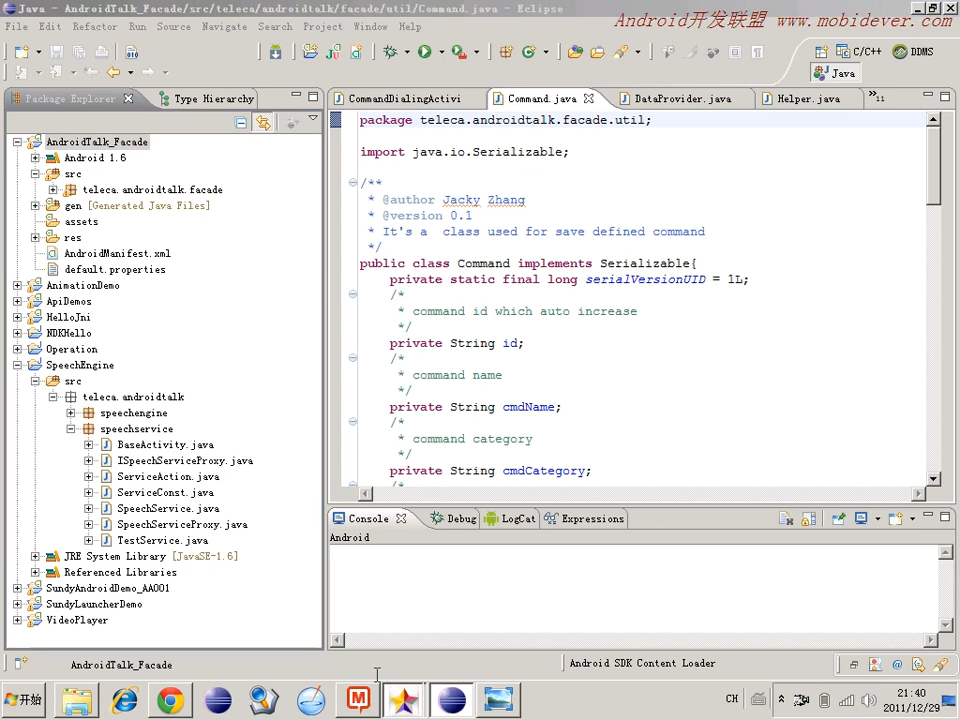 Java - AndroidTalk_Facade/src/teleca/androidtalk/facade/util/Command.java - Eclipse
Android开发联盟 www.mobidever.com
File Edit Refactor Run Source Navigate Search Project Refactor Window Help
C/C++ DDMS
Java
Package Explorer Type Hierarchy
CommandDialingActivi Command.java DataProvider.java Helper.java »11
AndroidTalk_Facade
Android 1.6
src
teleca.androidtalk.facade
gen [Generated Java Files]
assets
res
AndroidManifest.xml
default.properties
AnimationDemo
ApiDemos
HelloJni
NDKHello
Operation
SpeechEngine
src
teleca.androidtalk
speechengine
speechservice
BaseActivity.java
ISpeechServiceProxy.java
ServiceAction.java
ServiceConst.java
SpeechService.java
SpeechServiceProxy.java
TestService.java
JRE System Library [JavaSE-1.6]
Referenced Libraries
SundyAndroidDemo_AA001
SundyLauncherDemo
VideoPlayer
package teleca.androidtalk.facade.util;
import java.io.Serializable;
/**
* @author Jacky Zhang
* @version 0.1
* It's a class used for save defined command
*/
public class Command implements Serializable{
private static final long serialVersionUID = 1L;
/*
* command id which auto increase
*/
private String id;
/*
* command name
*/
private String cmdName;
/*
* command category
*/
private String cmdCategory;
/*
Console Debug LogCat Expressions
Android
AndroidTalk_Facade
Android SDK Content Loader
开始
CH
21:40
2011/12/29